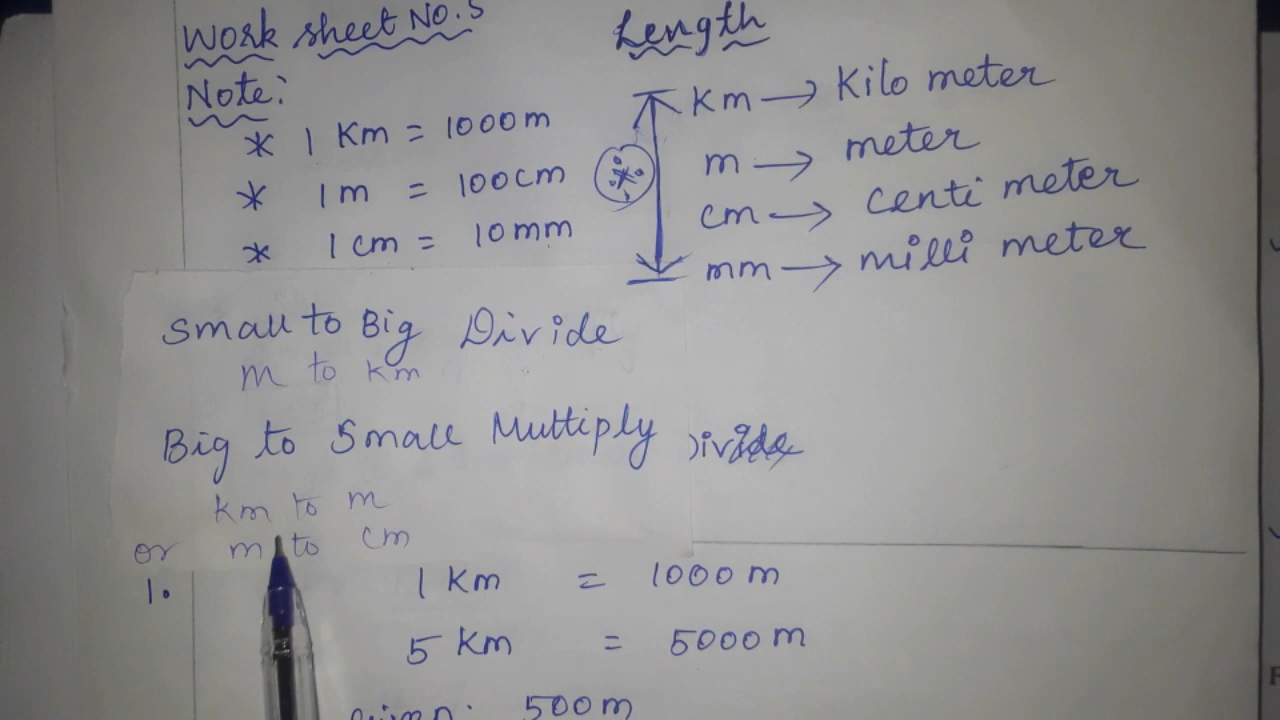 Work sheet No.5
Length
Note:
* 1 Km = 1000m
* 1m = 100cm
* 1cm = 10mm
Km → Kilo meter
m → meter
cm → centi meter
mm → milli meter
Small to Big Divide
m to km
Big to Small Multiply
km to m
or m to cm
1. 1 Km = 1000 m
5 Km = 5000 m
500m